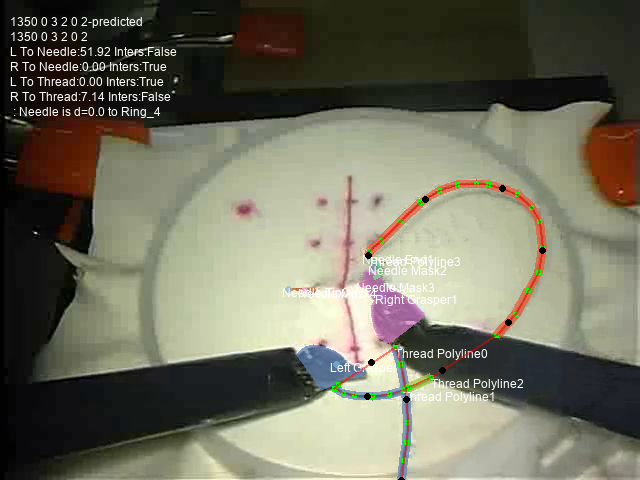 1350 0 3 2 0 2-predicted
1350 0 3 2 0 2
L To Needle:51.92 Inters:False
R To Needle:0.00 Inters:True
L To Thread:0.00 Inters:True
R To Thread:7.14 Inters:False
: Needle is d=0.0 to Ring_4
Thread Polyline3
Needle Mask2
Needle Mask3
Right Grasper1
Thread Polyline0
Left Grasper
Thread Polyline2
Thread Polyline1